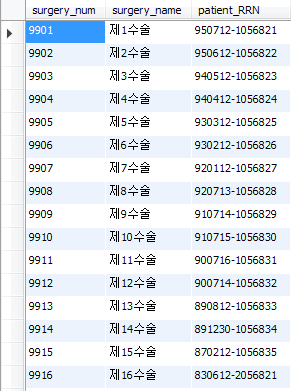 surgery_num surgery_name patient_RRN
9901 제1수술 950712-1056821
9902 제2수술 950612-1056822
9903 제3수술 940512-1056823
9904 제4수술 940412-1056824
9905 제5수술 930312-1056825
9906 제6수술 930212-1056826
9907 제7수술 920112-1056827
9908 제8수술 920713-1056828
9909 제9수술 910714-1056829
9910 제10수술 910715-1056830
9911 제11수술 900716-1056831
9912 제12수술 900714-1056832
9913 제13수술 890812-1056833
9914 제14수술 891230-1056834
9915 제15수술 870212-1056835
9916 제16수술 830612-2056821